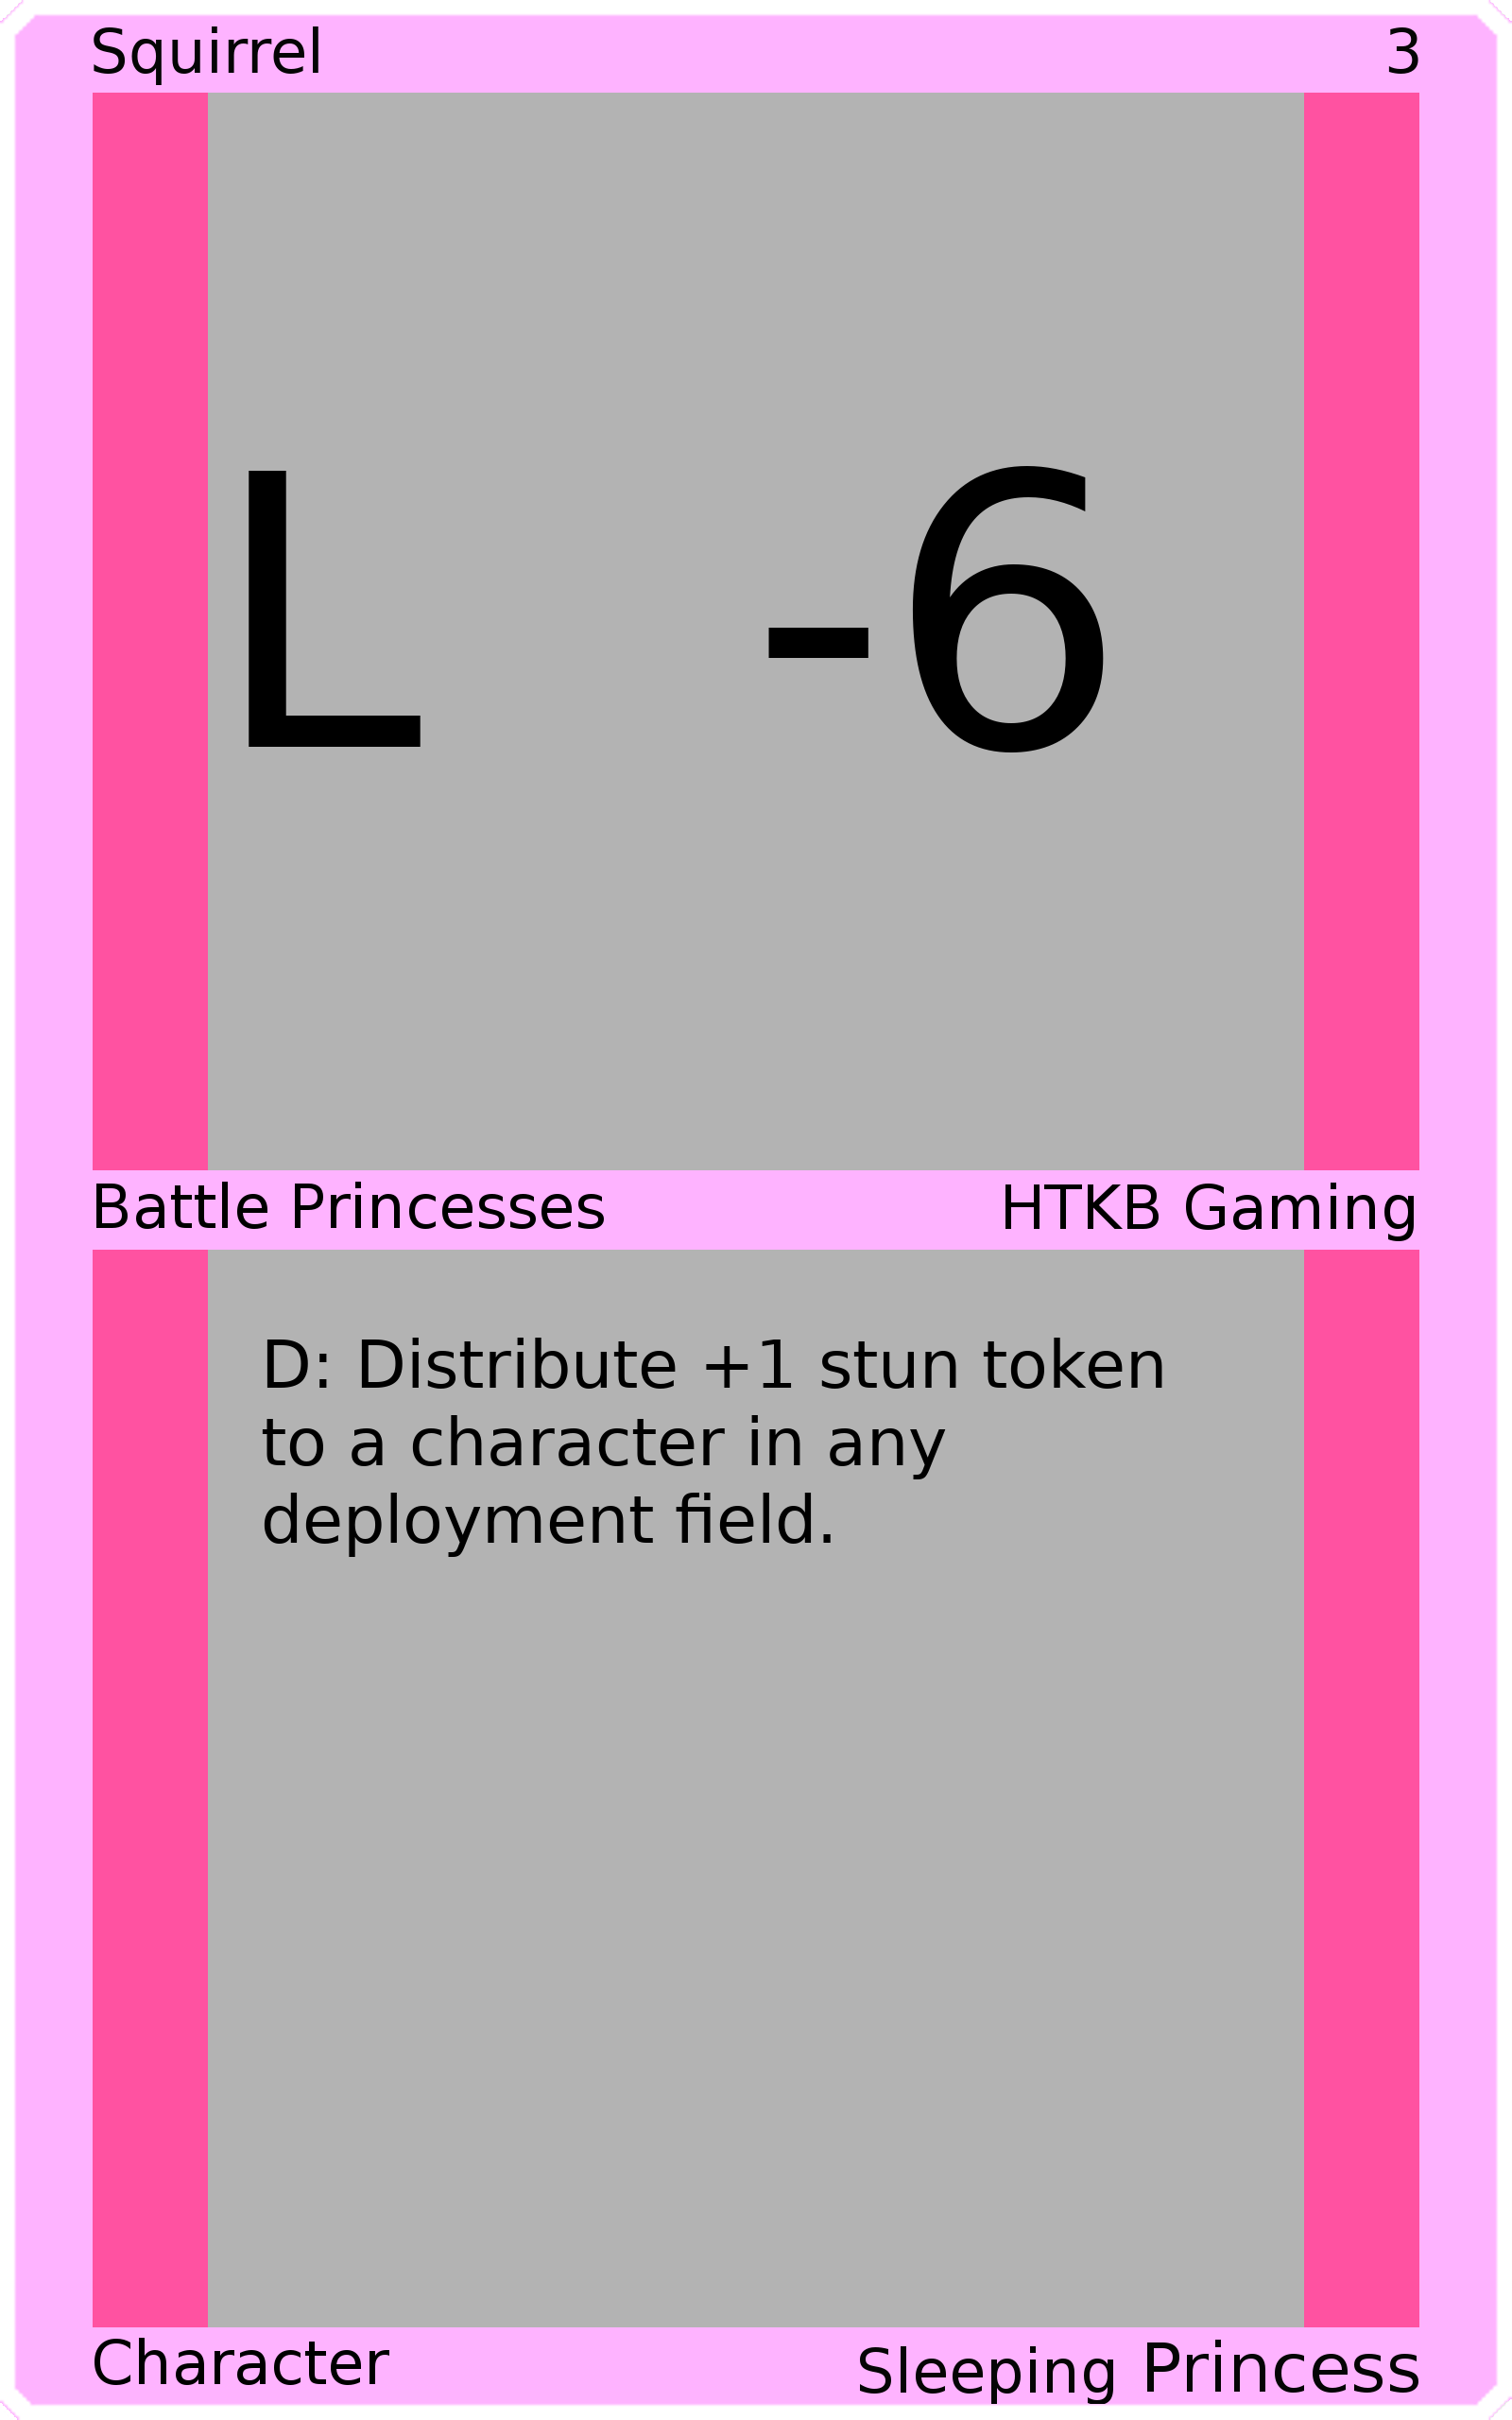 Squirrel 3
L -6
Battle Princesses HTKB Gaming
D: Distribute +1 stun token
to a character in any
deployment field.
Character Sleeping Princess